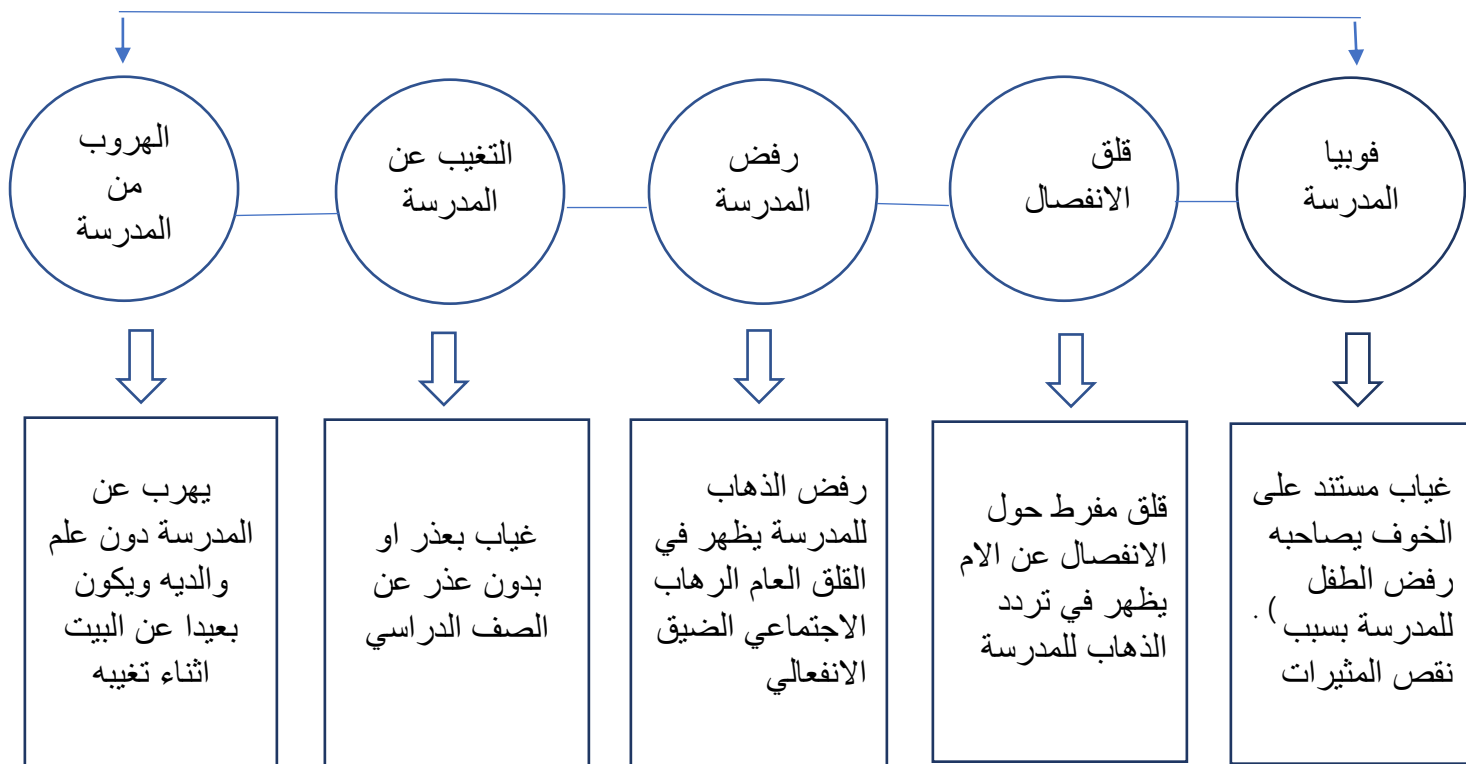 فوبيا
المدرسة
قلق
الانفصال
رفض
المدرسة
التغيب عن
المدرسة
الهروب
من
المدرسة
غياب مستند على
الخوف يصاحبه
رفض الطفل
للمدرسة بسبب ) .
نقص المثيرات
قلق مفرط حول
الانفصال عن الام
يظهر في تردد
الذهاب للمدرسة
رفض الذهاب
للمدرسة يظهر في
القلق العام الرهاب
الاجتماعي الضيق
الانفعالي
غياب بعذر او
بدون عذر عن
الصف الدراسي
يهرب عن
المدرسة دون علم
والديه ويكون
بعيدا عن البيت
اثناء تغيبه